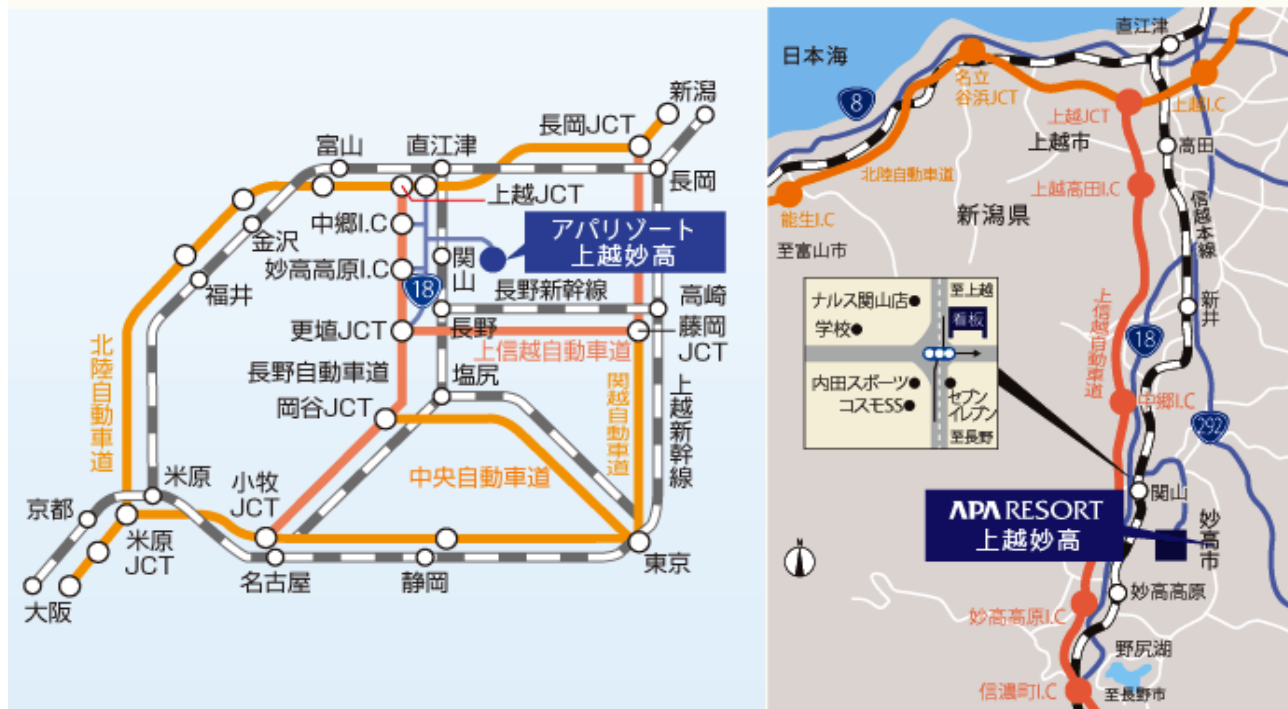 新潟
長岡JCT
富山
直江津
長岡
上越JCT
中郷I.C
金沢
関山
アパリゾート
上越妙高
妙高高原I.C
福井
18
長野新幹線
高崎
更埴JCT
長野
藤岡
JCT
上信越自動車道
北陸自動車道
長野自動車道
塩尻
関越自動車道
上越新幹線
岡谷JCT
中央自動車道
米原
小牧
JCT
京都
米原
JCT
東京
名古屋
静岡
大阪
直江津
日本海
名立
谷浜JCT
8
上越JCT
上越I.C
上越市
高田
北陸自動車道
上越高田I.C
能生I.C
新潟県
信越本線
至富山市
ナルス関山店
至上越
学校
看板
新井
18
上信越自動車道
内田スポーツ
セブン
イレブン
コスモSS
至長野
中郷I.C
292
関山
APA RESORT
上越妙高
妙高市
N
妙高高原
妙高高原I.C
野尻湖
信濃町I.C
至長野市